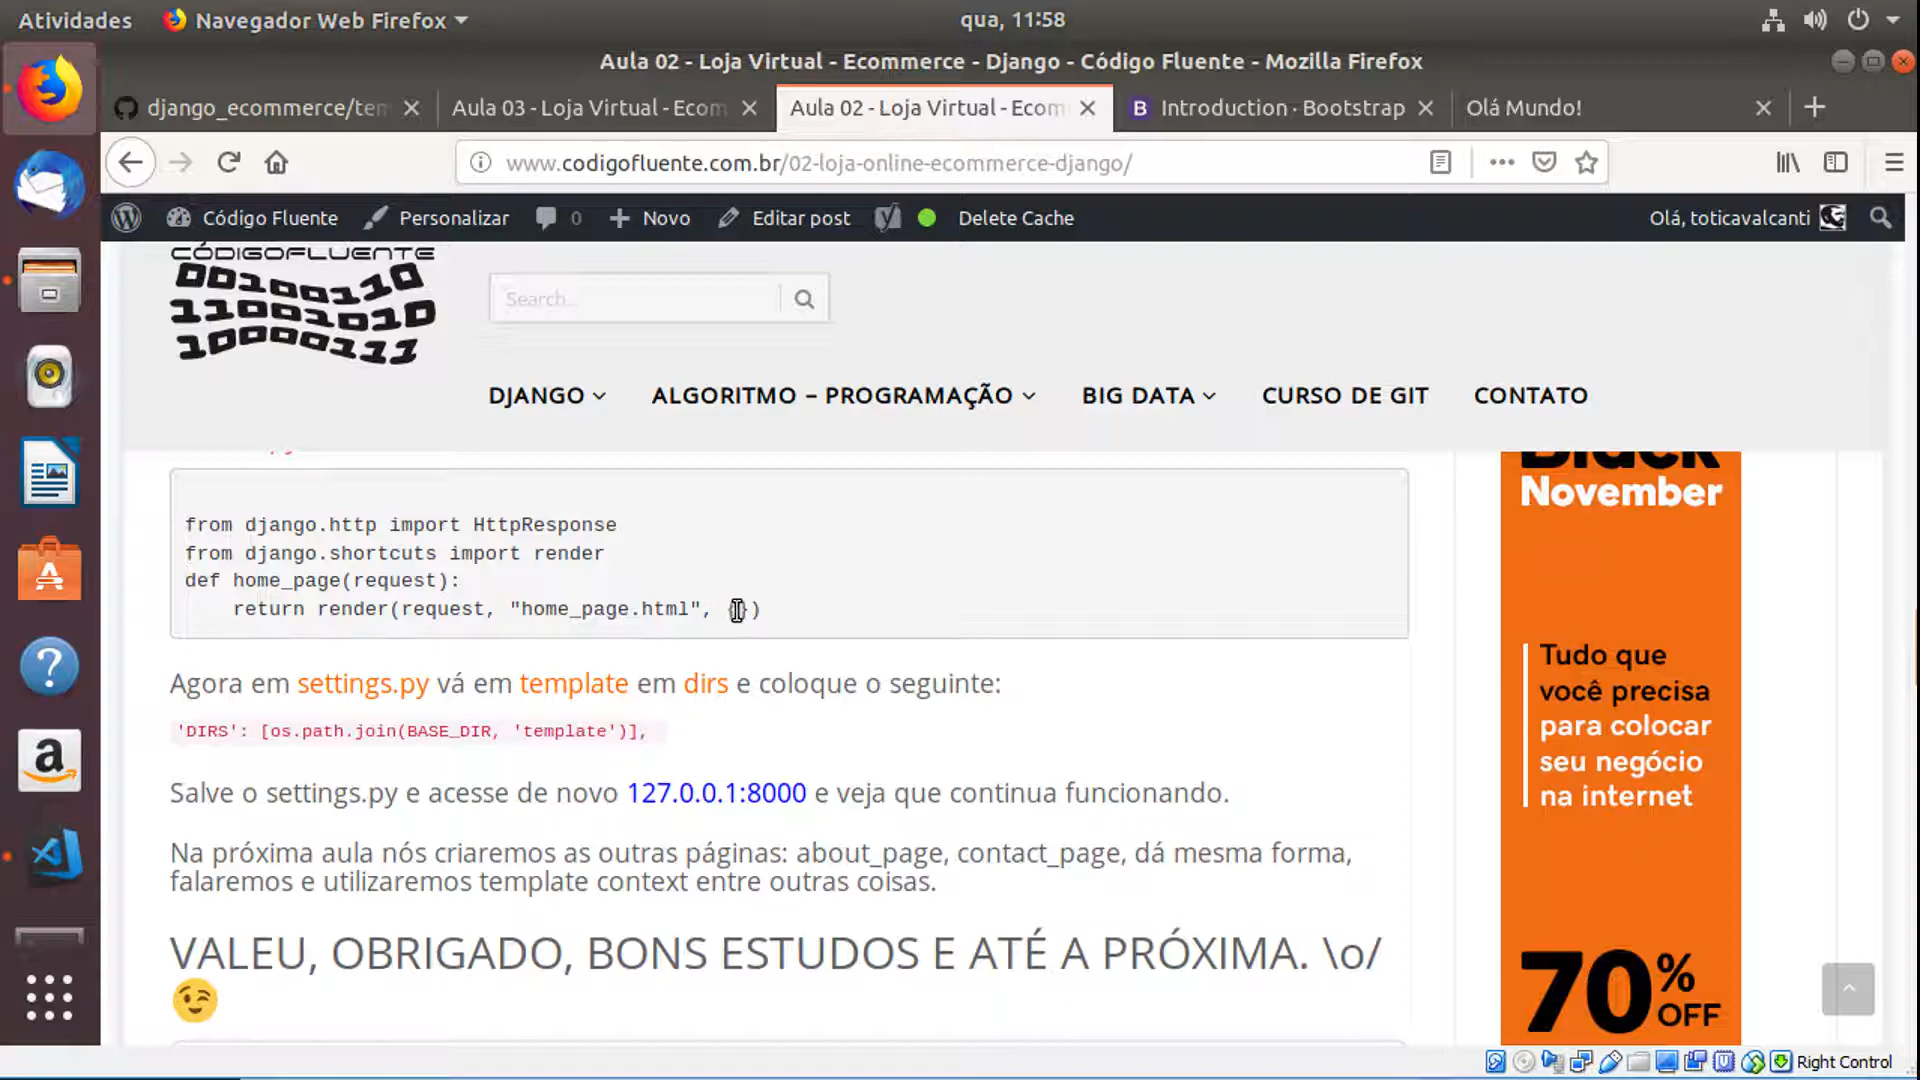 Atividades Navegador Web Firefox qua, 11:58
Aula 02 - Loja Virtual - Ecommerce - Django - Código Fluente - Mozilla Firefox
django_ecommerce/tem Aula 03 - Loja Virtual - Ecom Aula 02 - Loja Virtual - Ecom B Introduction · Bootstrap Olá Mundo!
www.codigofluente.com.br/02-loja-online-ecommerce-django/
Código Fluente Personalizar 0 Novo Editar post Delete Cache Olá, toticavalcanti
CÓDIGOFLUENTE
00100110
11001010
10000111
Search...
DJANGO ALGORITMO – PROGRAMAÇÃO BIG DATA CURSO DE GIT CONTATO
from django.http import HttpResponse
from django.shortcuts import render
def home_page(request):
return render(request, "home_page.html", {})
Agora em settings.py vá em template em dirs e coloque o seguinte:
'DIRS': [os.path.join(BASE_DIR, 'template')],
Salve o settings.py e acesse de novo 127.0.0.1:8000 e veja que continua funcionando.
Na próxima aula nós criaremos as outras páginas: about_page, contact_page, dá mesma forma,
falaremos e utilizaremos template context entre outras coisas.
VALEU, OBRIGADO, BONS ESTUDOS E ATÉ A PRÓXIMA. \o/
Black
November
Tudo que
você precisa
para colocar
seu negócio
na internet
70%
OFF
Right Control